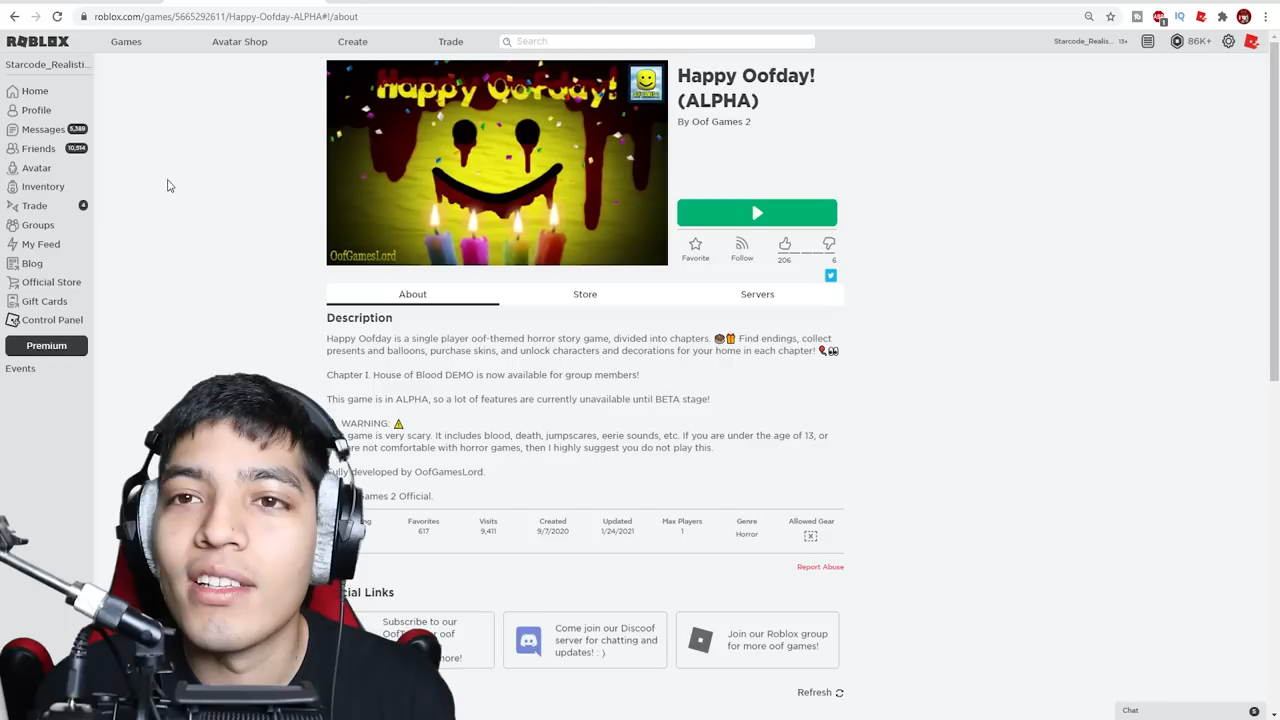 roblox.com/games/5665292611/Happy-Oofday-ALPHA#!/about
ROBLOX
Games
Avatar Shop
Create
Trade
Search
Starcode_Realis... 13+
86K+
Starcode_Realisti...
Home
Profile
Messages 5,389
Friends 10,514
Avatar
Inventory
Trade 4
Groups
My Feed
Blog
Official Store
Gift Cards
Control Panel
Premium
Events
Happy Oofday!
OofGamesLord
Happy Oofday!
(ALPHA)
By Oof Games 2
Favorite
Follow
206
6
About
Store
Servers
Description
Happy Oofday is a single player oof-themed horror story game, divided into chapters. 🍩🎁 Find endings, collect
presents and balloons, purchase skins, and unlock characters and decorations for your home in each chapter! 🎈👀
Chapter I. House of Blood DEMO is now available for group members!
This game is in ALPHA, so a lot of features are currently unavailable until BETA stage!
WARNING: ⚠
game is very scary. It includes blood, death, jumpscares, eerie sounds, etc. If you are under the age of 13, or
not comfortable with horror games, then I highly suggest you do not play this.
developed by OofGamesLord.
2 Official.
Favorites
Visits
Created
Updated
Max Players
Genre
Allowed Gear
617
9,411
9/7/2020
1/24/2021
1
Horror
Report Abuse
Links
Subscribe to our
oof
Come join our Discoof
server for chatting and
updates! : )
Join our Roblox group
for more oof games!
Refresh
Chat
5